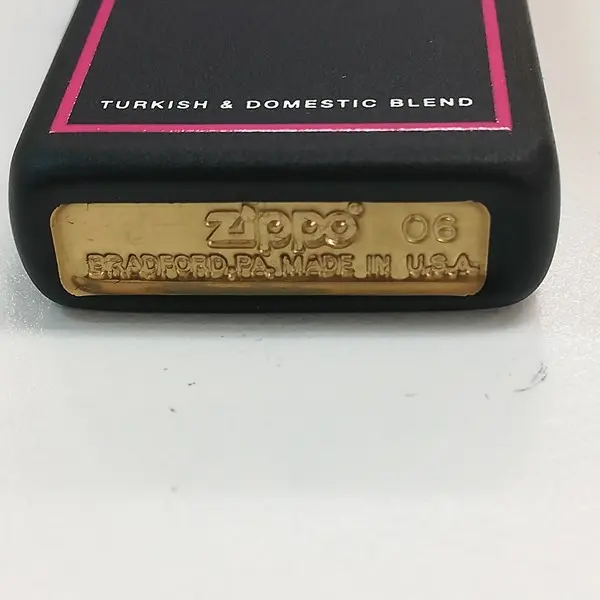 TURKISH & DOMESTIC BLEND
zippo® 06
BRADFORD, PA. MADE IN U.S.A.